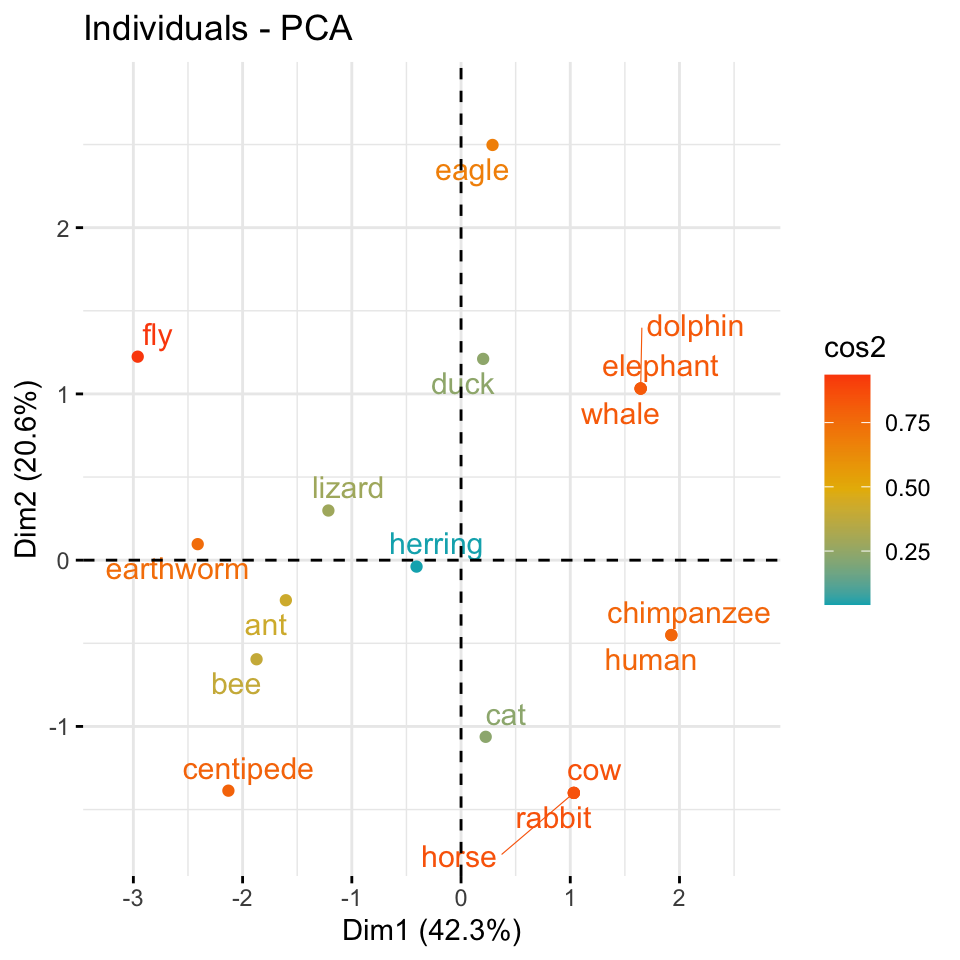 Individuals - PCA
eagle
2
dolphin
fly
cos2
elephant
duck
whale
1
0.75
Dim2 (20.6%)
lizard
0.50
herring
0.25
0
earthworm
chimpanzee
ant
human
bee
cat
-1
centipede
cow
rabbit
horse
-3
-2
-1
0
1
2
Dim1 (42.3%)